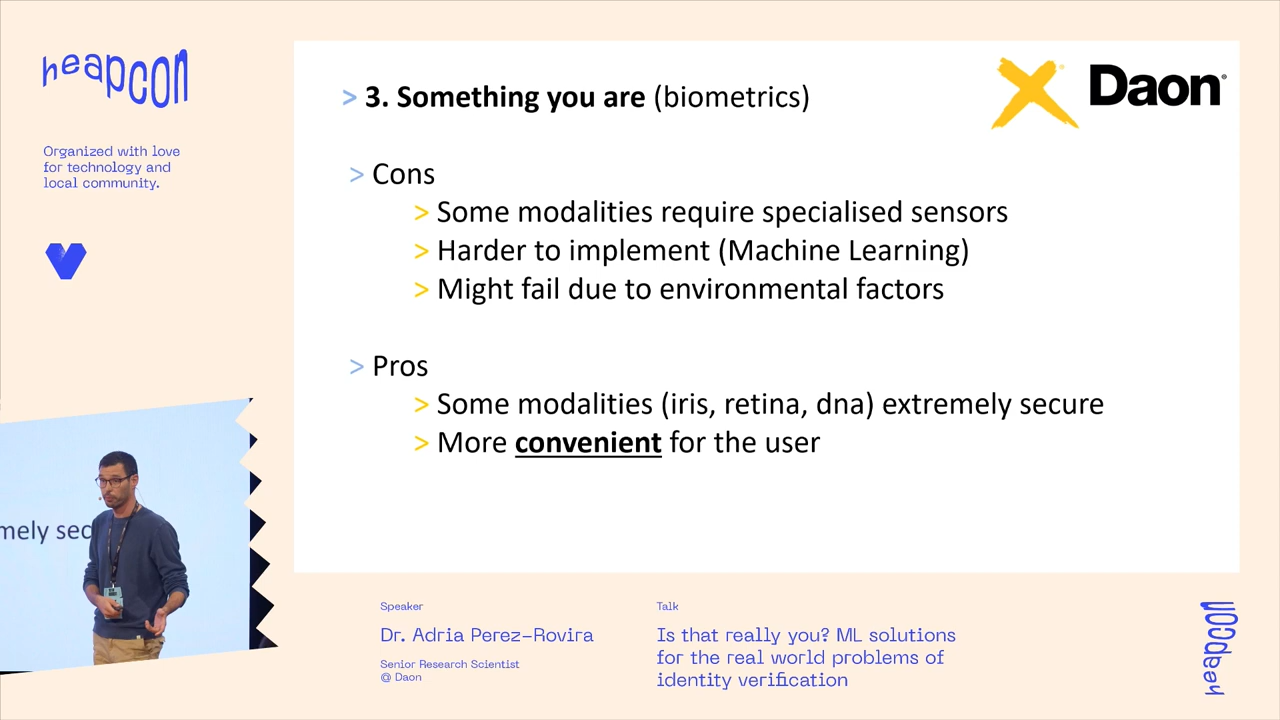 heapcon
Organized with love
for technology and
local community.
> 3. Something you are (biometrics)
Daon®
> Cons
> Some modalities require specialised sensors
> Harder to implement (Machine Learning)
> Might fail due to environmental factors
> Pros
> Some modalities (iris, retina, dna) extremely secure
> More convenient for the user
mely sec
Speaker
Dr. Adria Perez-Rovira
Senior Research Scientist
@ Daon
Talk
Is that really you? ML solutions
for the real world problems of
identity verification
heapcon